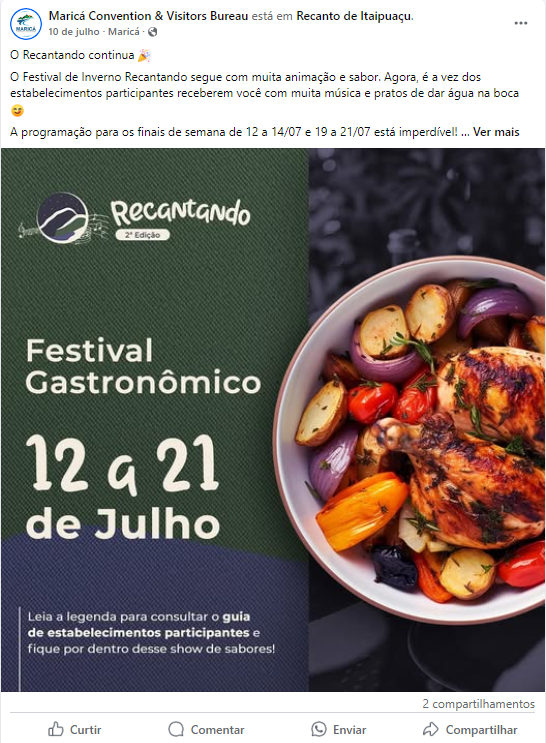 Maricá Convention & Visitors Bureau está em Recanto de Itaipuaçu.
10 de julho · Maricá ·
O Recantando continua 🎉
O Festival de Inverno Recantando segue com muita animação e sabor. Agora, é a vez dos
estabelecimentos participantes receberem você com muita música e pratos de dar água na boca
😋
A programação para os finais de semana de 12 a 14/07 e 19 a 21/07 está imperdível! ... Ver mais
MARICÁ
Recantando
2ª Edição
Festival
Gastronômico
12 a 21
de Julho
Leia a legenda para consultar o guia
de estabelecimentos participantes e
fique por dentro desse show de sabores!
2 compartilhamentos
Curtir
Comentar
Enviar
Compartilhar